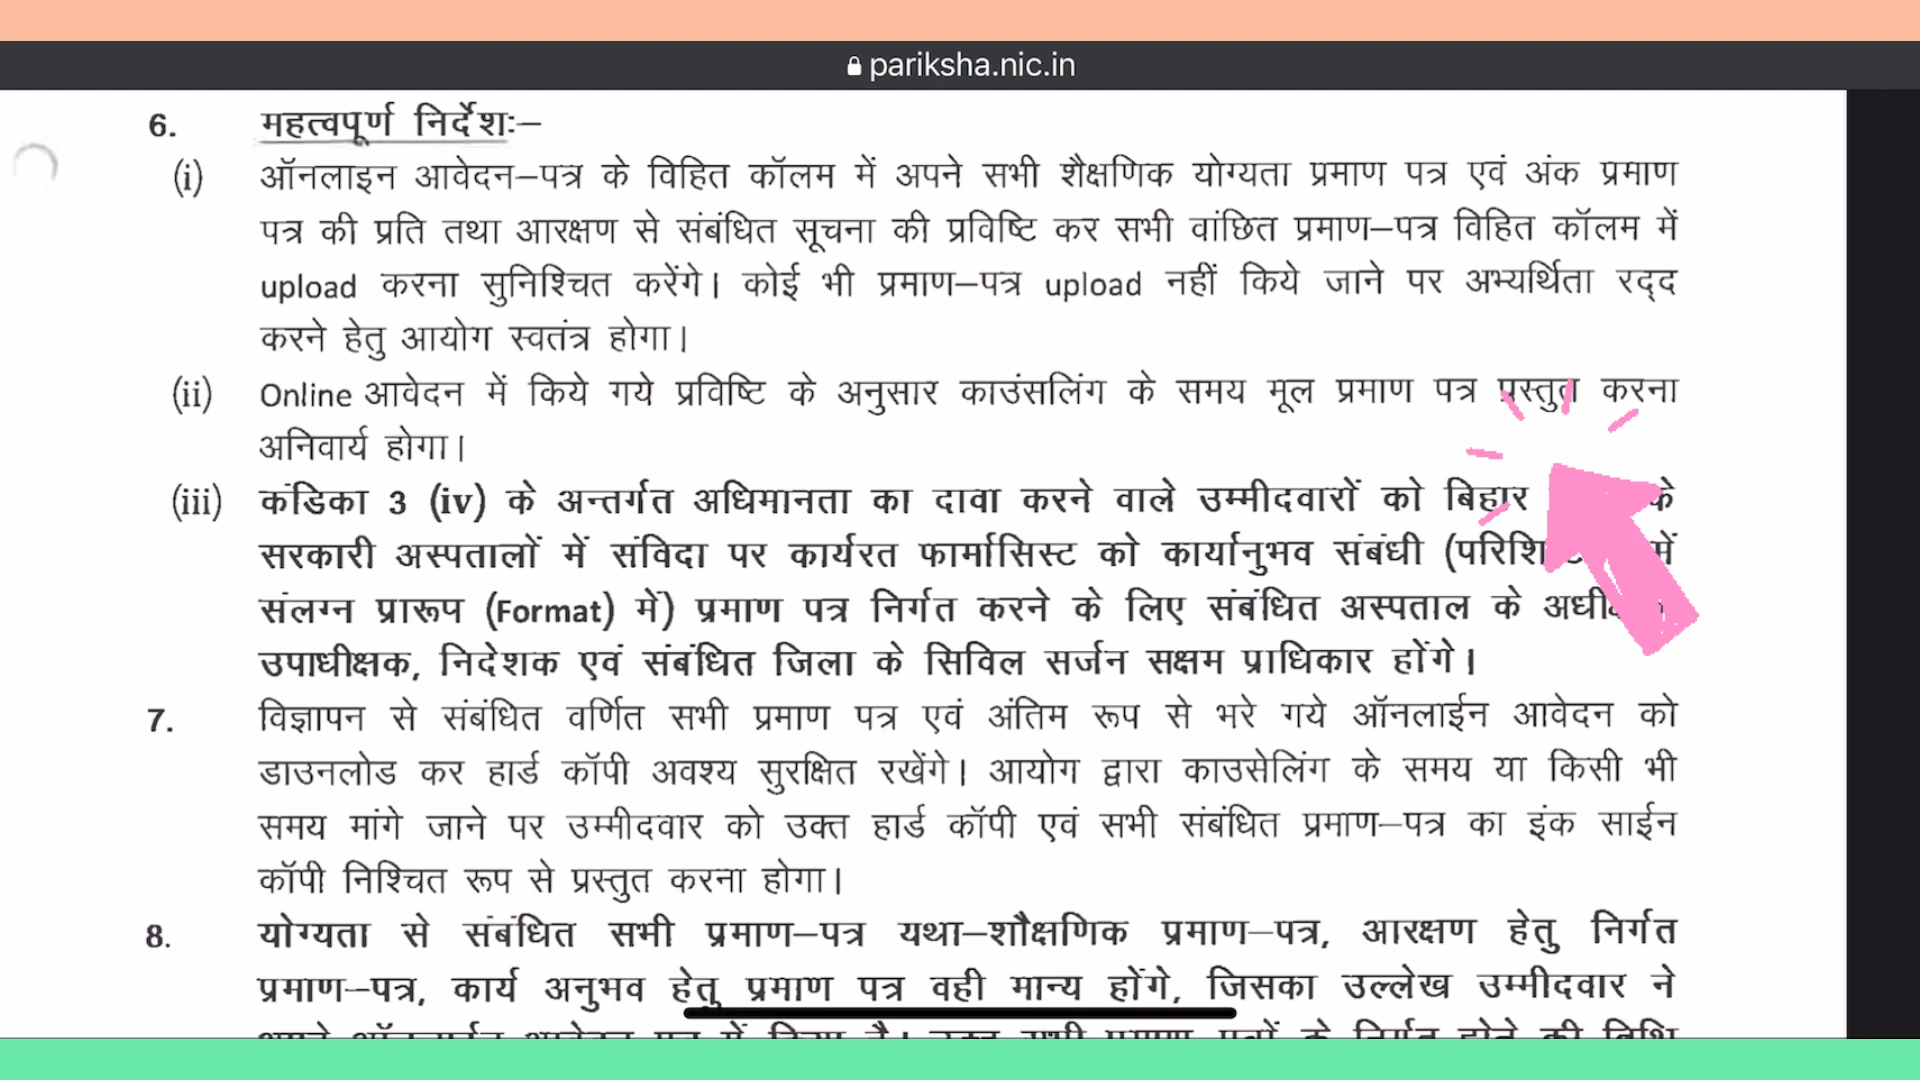 pariksha.nic.in
6. महत्वपूर्ण निर्देशः–
(i) ऑनलाइन आवेदन–पत्र के विहित कॉलम में अपने सभी शैक्षणिक योग्यता प्रमाण पत्र एवं अंक प्रमाण
पत्र की प्रति तथा आरक्षण से संबंधित सूचना की प्रविष्टि कर सभी वांछित प्रमाण–पत्र विहित कॉलम में
upload करना सुनिश्चित करेंगे। कोई भी प्रमाण–पत्र upload नहीं किये जाने पर अभ्यर्थिता रद्द
करने हेतु आयोग स्वतंत्र होगा।
(ii) Online आवेदन में किये गये प्रविष्टि के अनुसार काउंसलिंग के समय मूल प्रमाण पत्र प्रस्तुत करना
अनिवार्य होगा।
(iii) कंडिका 3 (iv) के अन्तर्गत अधिमानता का दावा करने वाले उम्मीदवारों को बिहार के
सरकारी अस्पतालों में संविदा पर कार्यरत फार्मासिस्ट को कार्यानुभव संबंधी में
संलग्न प्रारूप (Format) में) प्रमाण पत्र निर्गत करने के लिए संबंधित अस्पताल के
उपाधीक्षक, निदेशक एवं संबंधित जिला के सिविल सर्जन सक्षम प्राधिकार होंगे।
7. विज्ञापन से संबंधित वर्णित सभी प्रमाण पत्र एवं अंतिम रूप से भरे गये ऑनलाईन आवेदन को
डाउनलोड कर हार्ड कॉपी अवश्य सुरक्षित रखेंगे। आयोग द्वारा काउसेलिंग के समय या किसी भी
समय मांगे जाने पर उम्मीदवार को उक्त हार्ड कॉपी एवं सभी संबंधित प्रमाण–पत्र का इंक साईन
कॉपी निश्चित रूप से प्रस्तुत करना होगा।
8. योग्यता से संबंधित सभी प्रमाण–पत्र यथा–शौक्षणिक प्रमाण–पत्र, आरक्षण हेतु निर्गत
प्रमाण–पत्र, कार्य अनुभव हेतु प्रमाण पत्र वही मान्य होंगे, जिसका उल्लेख उम्मीदवार ने